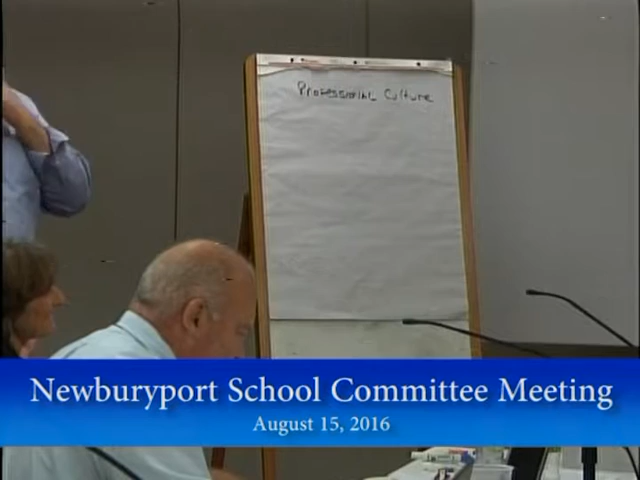 Professional Culture
Newburyport School Committee Meeting
August 15, 2016